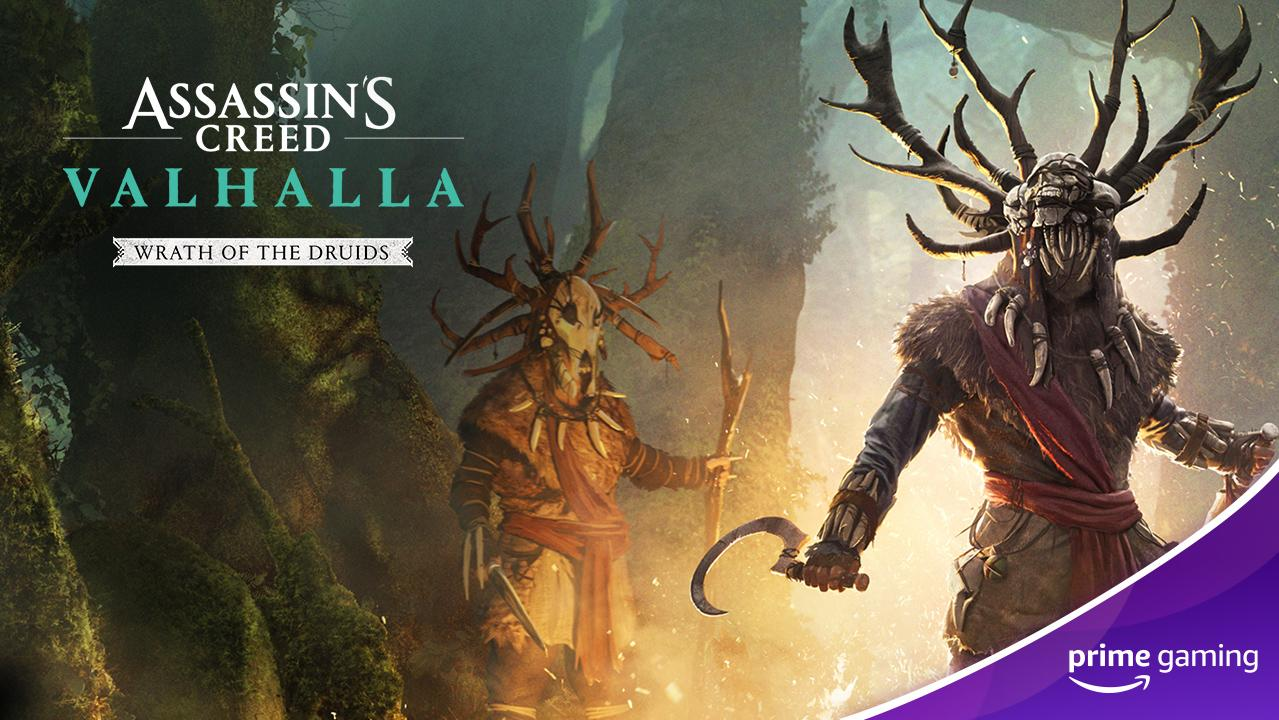 ASSASSIN'S
CREED
VALHALLA
WRATH OF THE DRUIDS
prime gaming